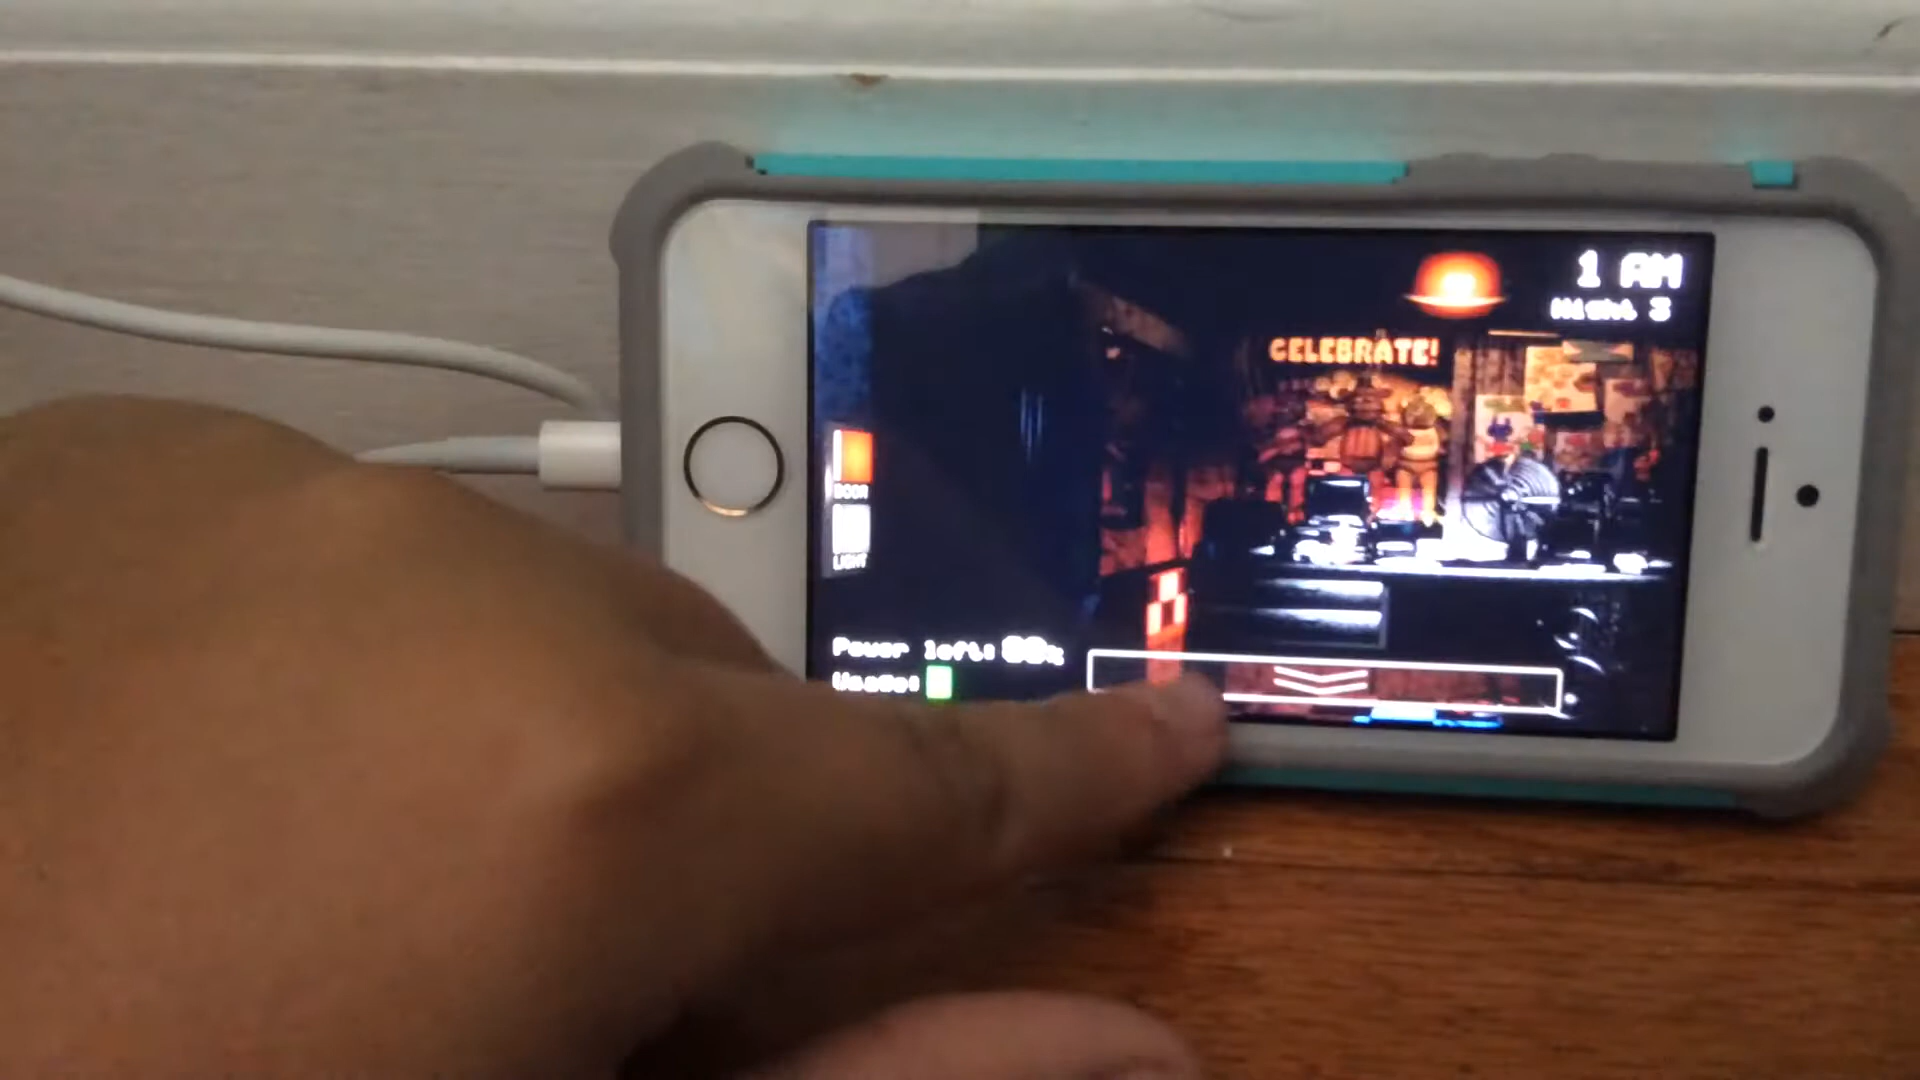 1 AM
Night 3
CELEBRATE!
DOOR
LIGHT
Power left:
Usage: